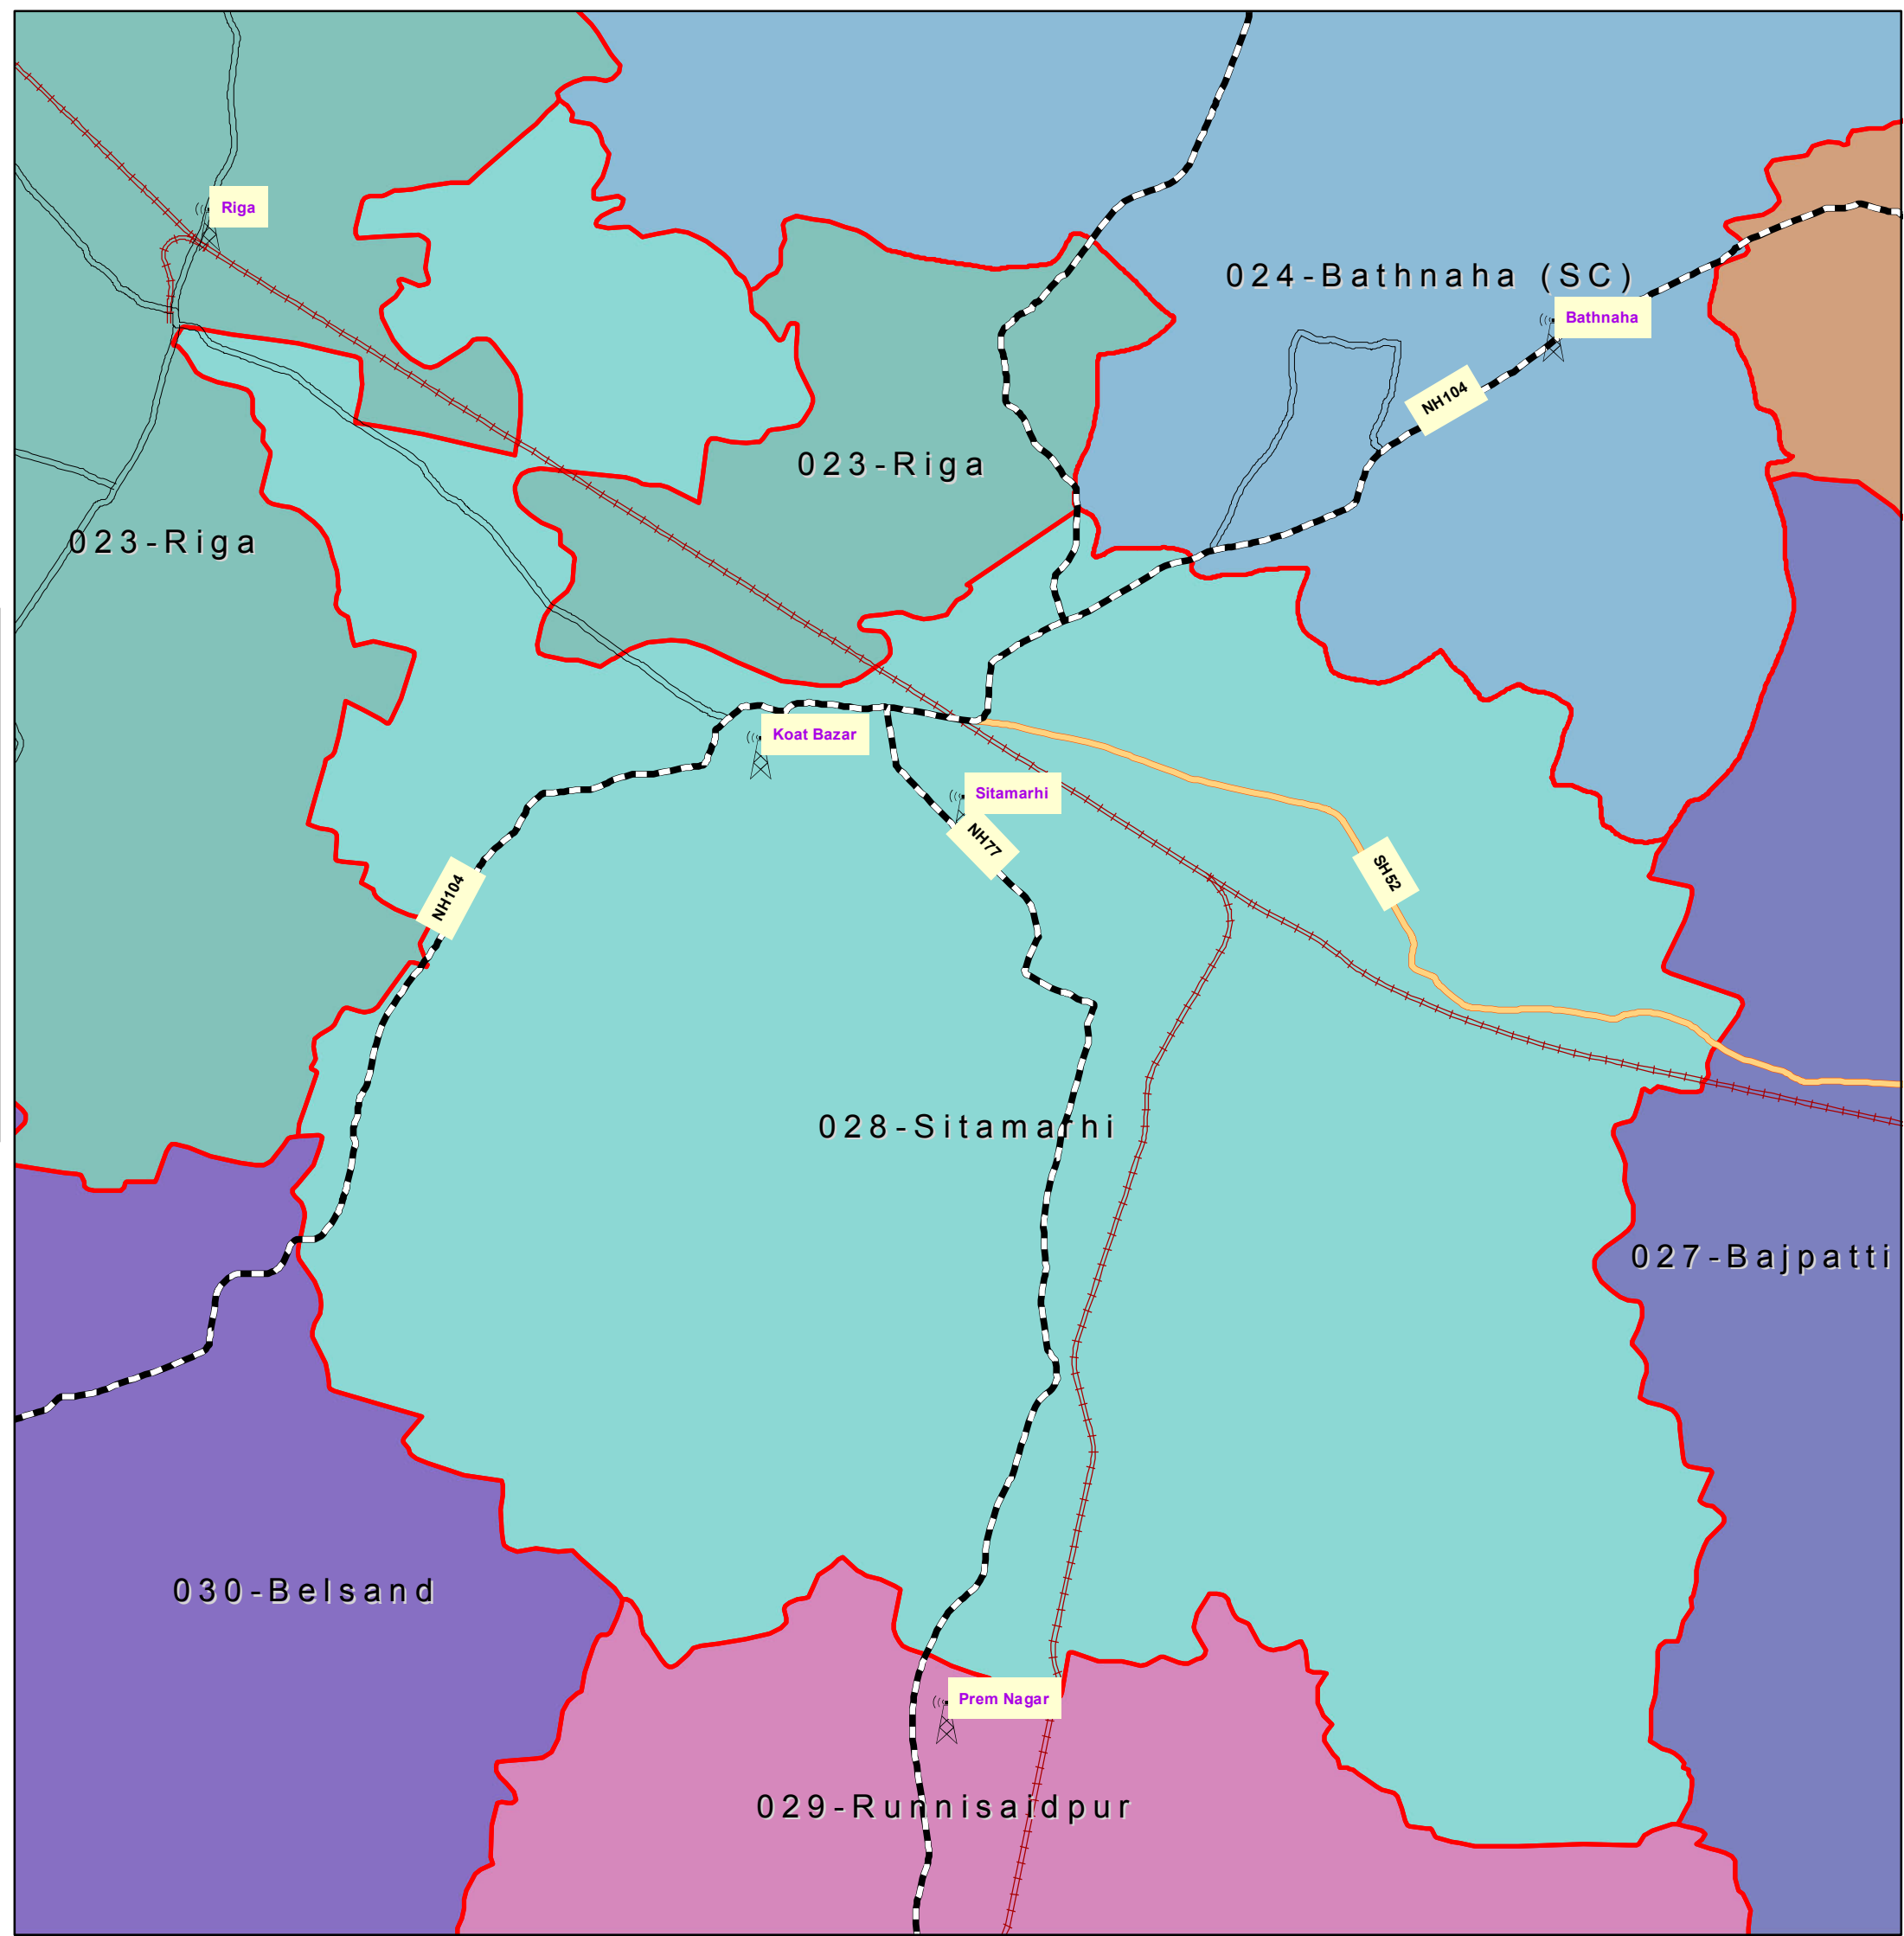 Riga
024-Bathnaha (SC)
Bathnaha
NH104
023-Riga
023-Riga
Koat Bazar
Sitamarhi
NH77
SH52
NH104
028-Sitamarhi
027-Bajpatti
030-Belsand
Prem Nagar
029-Runnisaidpur